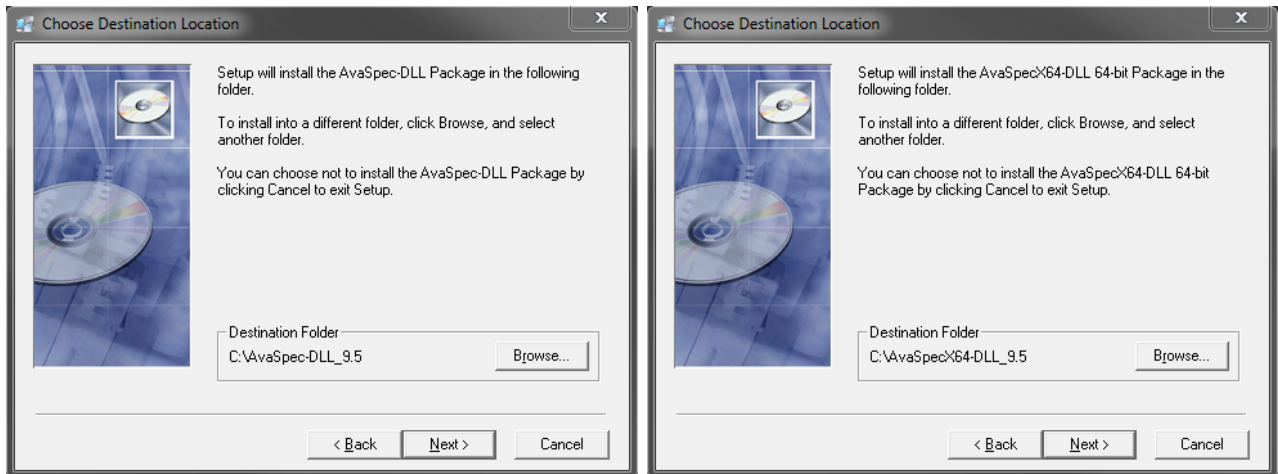 Choose Destination Location
X
Setup will install the AvaSpec-DLL Package in the following
folder.
To install into a different folder, click Browse, and select
another folder.
You can choose not to install the AvaSpec-DLL Package by
clicking Cancel to exit Setup.
Destination Folder
C:\AvaSpec-DLL_9.5
Browse...
< Back
Next >
Cancel
Choose Destination Location
X
Setup will install the AvaSpecX64-DLL 64-bit Package in the
following folder.
To install into a different folder, click Browse, and select
another folder.
You can choose not to install the AvaSpecX64-DLL 64-bit
Package by clicking Cancel to exit Setup.
Destination Folder
C:\AvaSpecX64-DLL_9.5
Browse...
< Back
Next >
Cancel